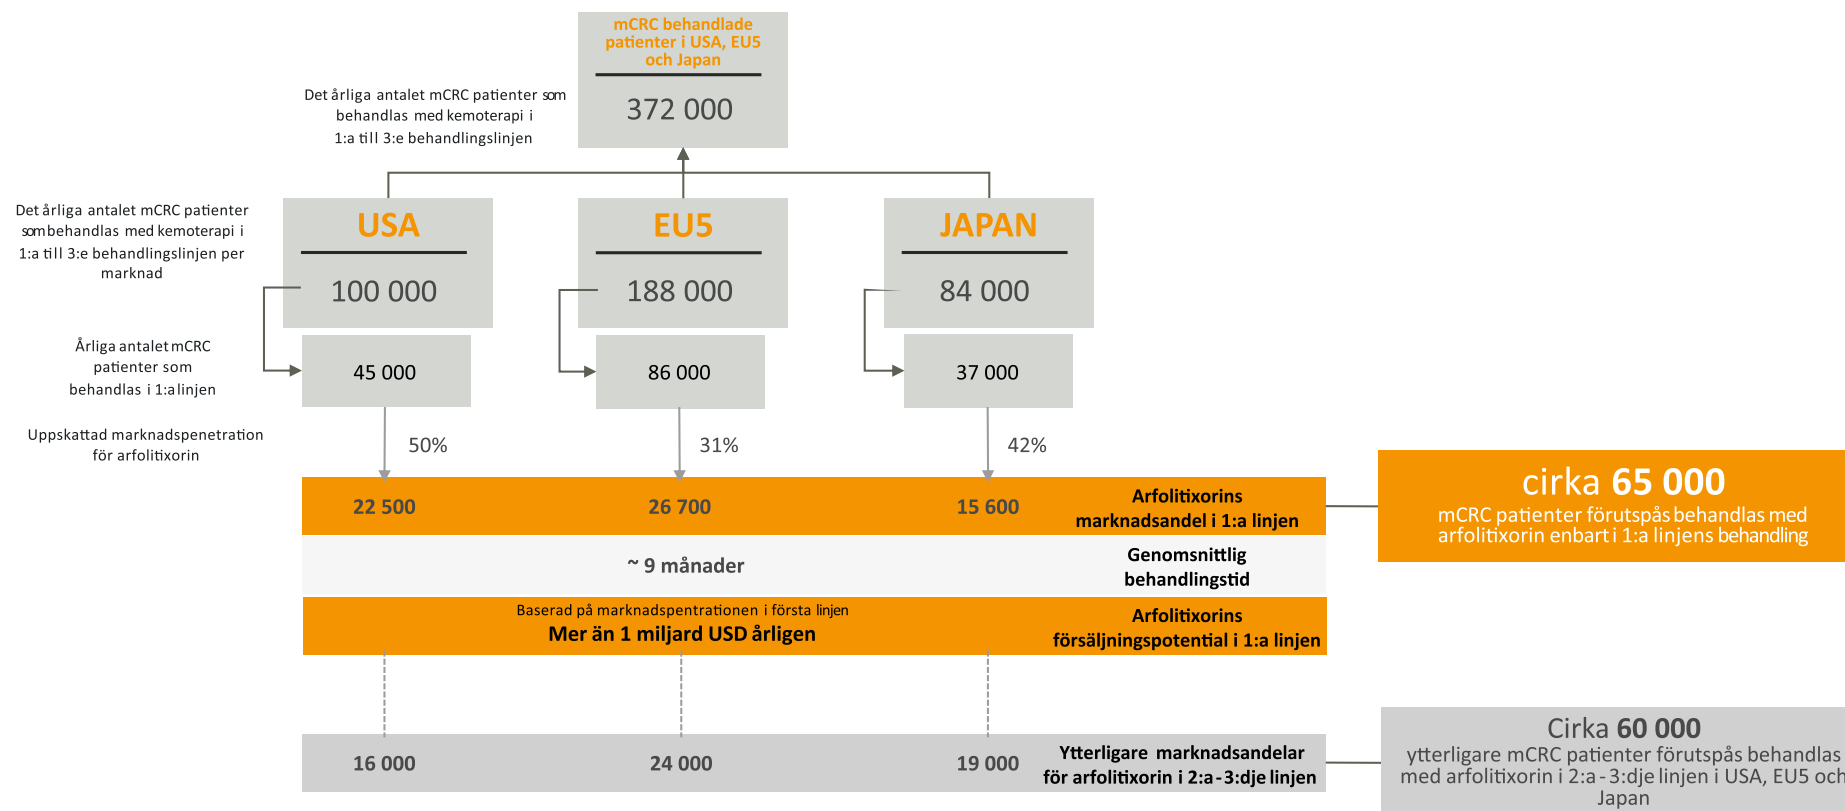 mCRC behandlade
patienter i USA, EU5
och Japan
372 000
Det årliga antalet mCRC patienter som
behandlas med kemoterapi i
1:a till 3:e behandlingslinjen
Det årliga antalet mCRC patienter
som behandlas med kemoterapi i
1:a till 3:e behandlingslinjen per
marknad
USA
100 000
EU5
188 000
JAPAN
84 000
Årliga antalet mCRC
patienter som
behandlas i 1:a linjen
45 000
86 000
37 000
Uppskattad marknadspenetration
för arfolitixorin
50%
31%
42%
22 500
26 700
15 600
Arfolitixorins
marknadsandel i 1:a linjen
cirka 65 000
mCRC patienter förutspås behandlas med
arfolitixorin enbart i 1:a linjens behandling
~ 9 månader
Genomsnittlig
behandlingstid
Baserad på marknadspentrationen i första linjen
Mer än 1 miljard USD årligen
Arfolitixorins
försäljningspotential i 1:a linjen
16 000
24 000
19 000
Ytterligare marknadsandelar
för arfolitixorin i 2:a - 3:dje linjen
Cirka 60 000
ytterligare mCRC patienter förutspås behandlas
med arfolitixorin i 2:a - 3:dje linjen i USA, EU5 och
Japan